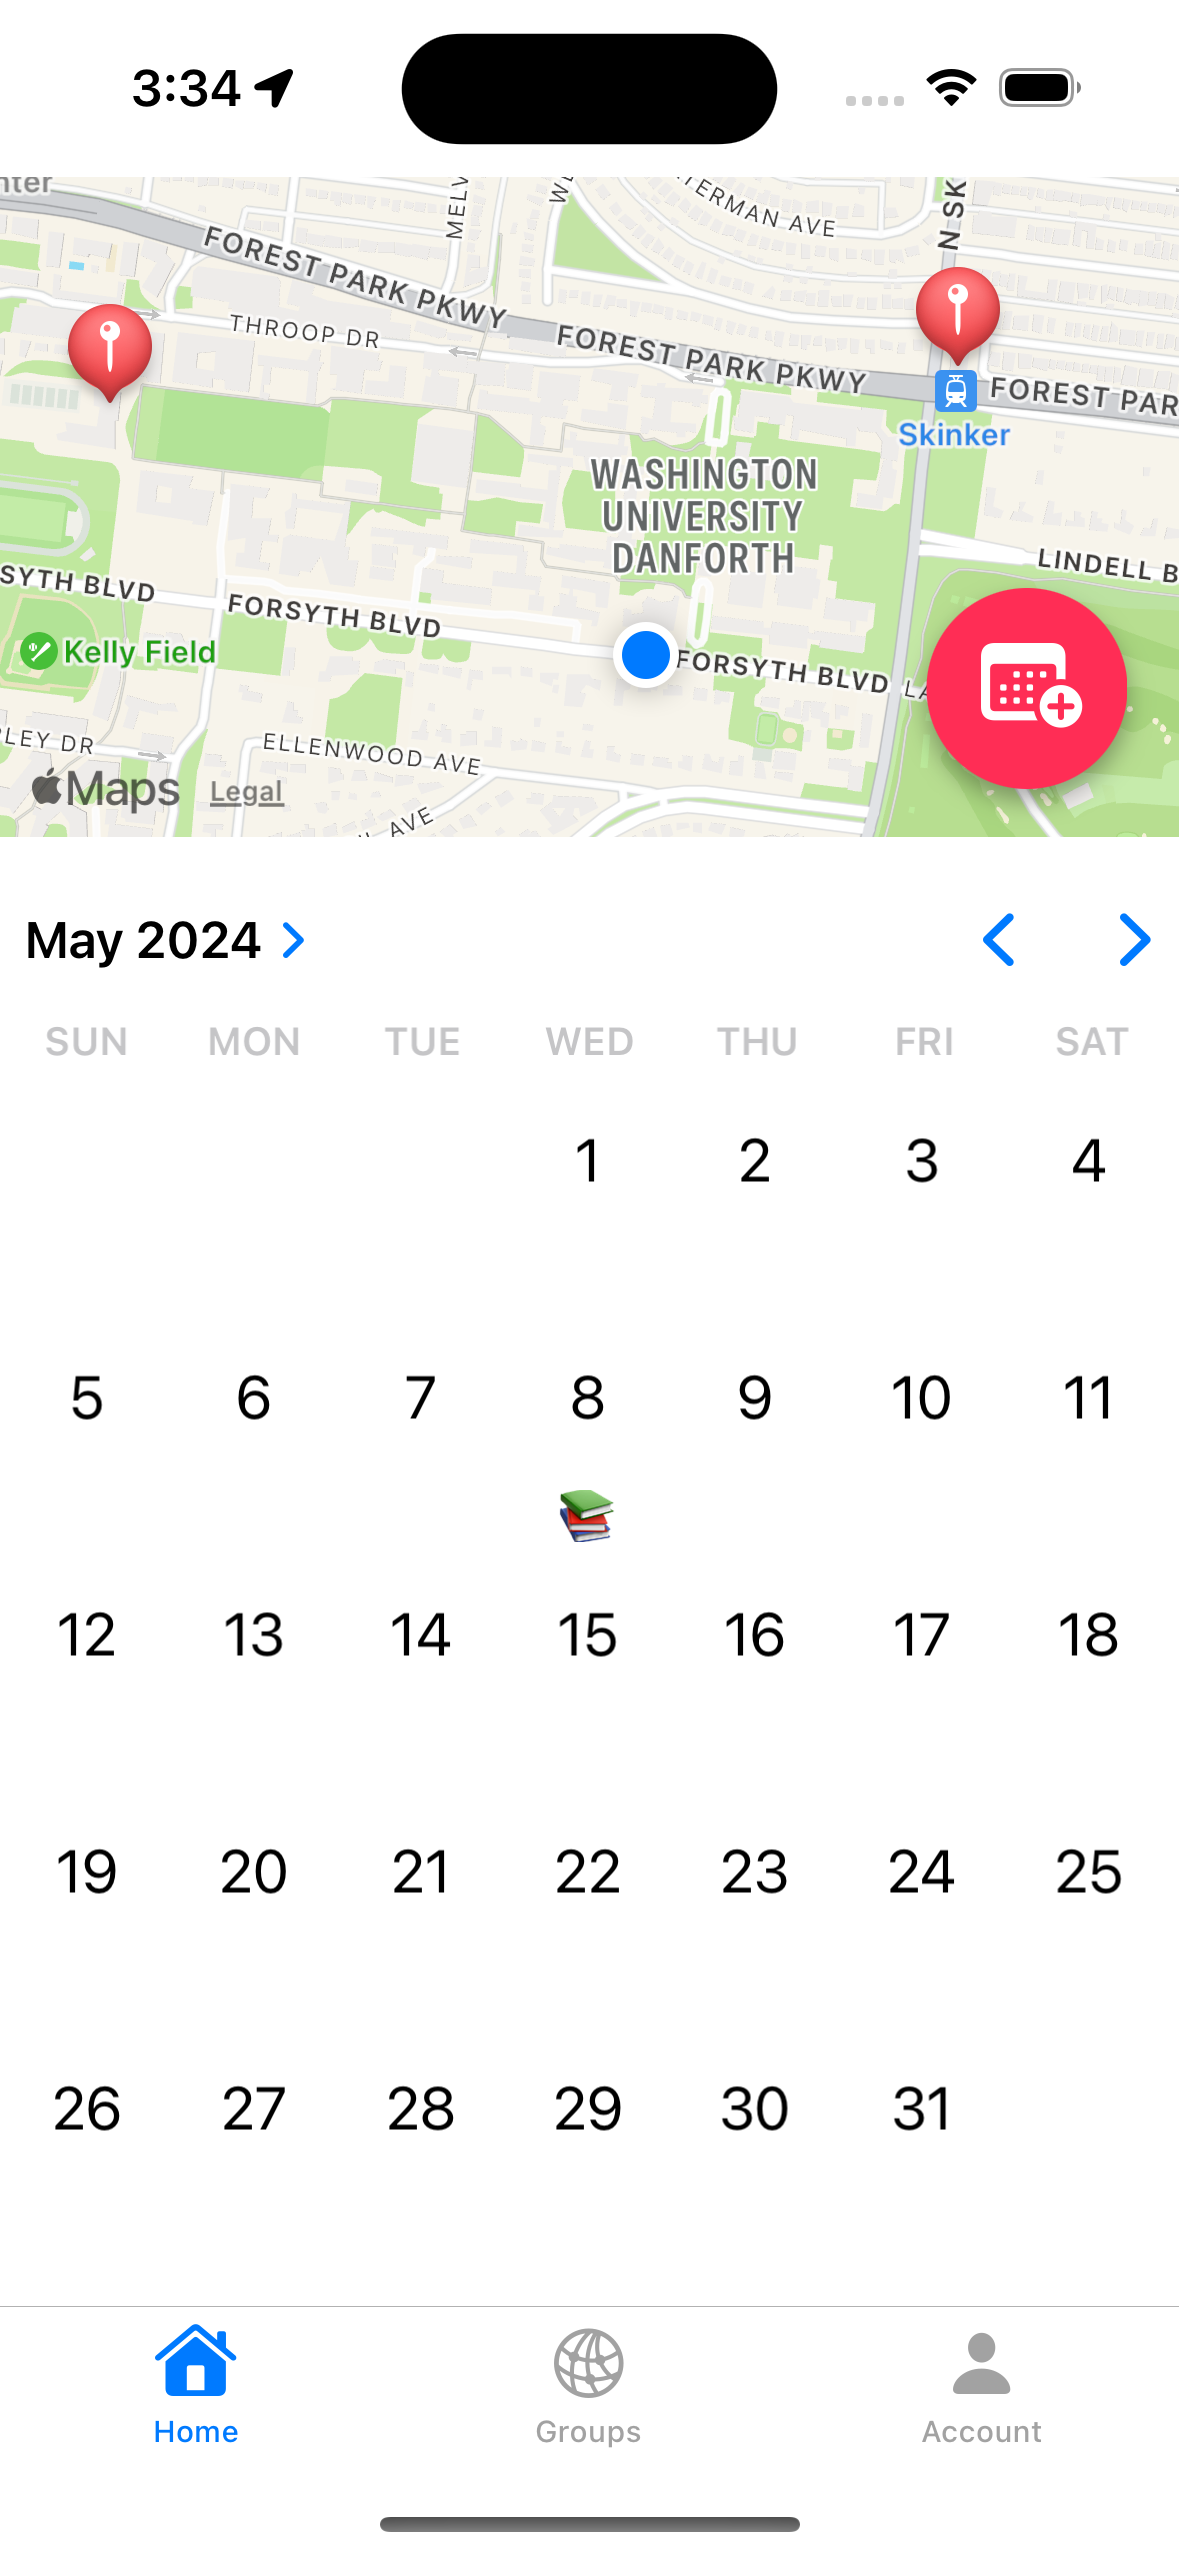 3:34
MELV
TERMAN AVE
N SK
FOREST PARK PKWY
THROOP DR
FOREST PARK PKWY
FOREST PAR
Skinker
WASHINGTON
UNIVERSITY
DANFORTH
LINDELL B
SYTH BLVD
FORSYTH BLVD
Kelly Field
FORSYTH BLVD
LA
LEY DR
ELLENWOOD AVE
Maps Legal
AVE
May 2024
SUN MON TUE WED THU FRI SAT
1 2 3 4
5 6 7 8 9 10 11
12 13 14 15 16 17 18
19 20 21 22 23 24 25
26 27 28 29 30 31
Home Groups Account